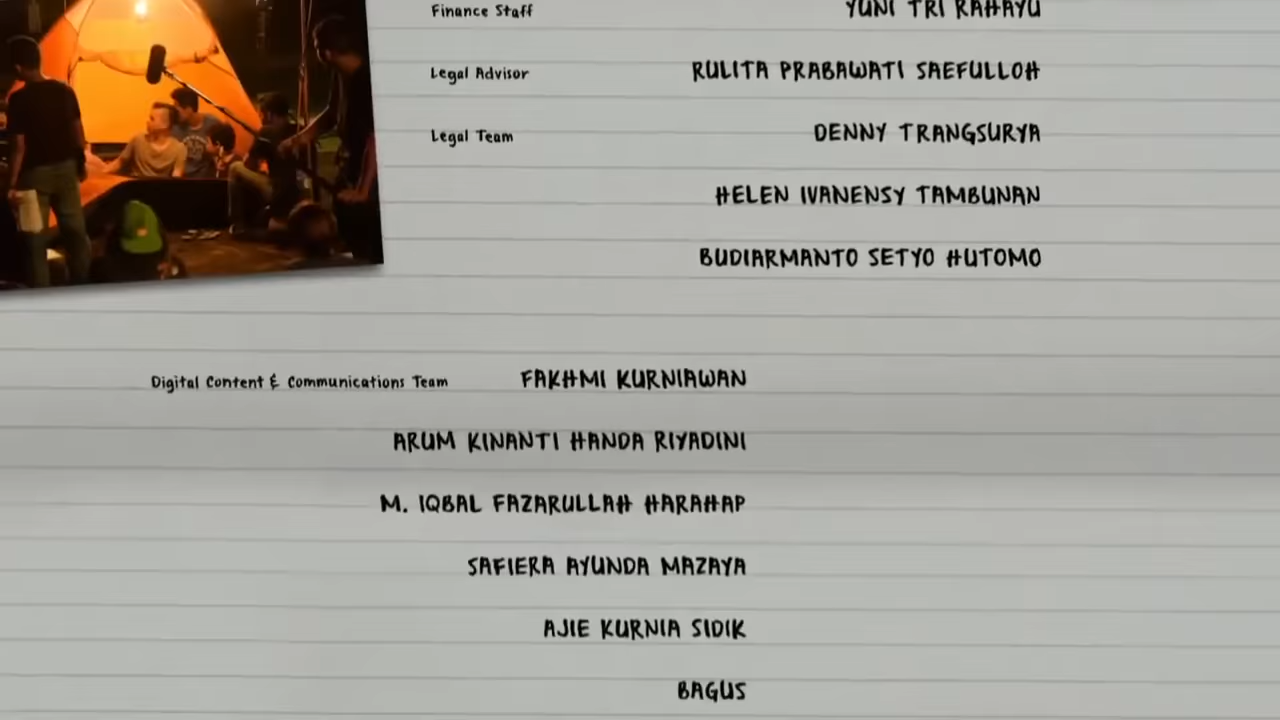 Finance Staff YUNI TRI RAHAYU
Legal Advisor RULITA PRABAWATI SAEFULLOH
Legal Team DENNY TRANGSURYA
HELEN IVANENSY TAMBUNAN
BUDIARMANTO SETYO HUTOMO
Digital Content & Communications Team FAKHMI KURNIAWAN
ARUM KINANTI HANDA RIYADINI
M. IQBAL FAZARULLAH HARAHAP
SAFIERA AYUNDA MAZAYA
AJIE KURNIA SIDIK
BAGUS